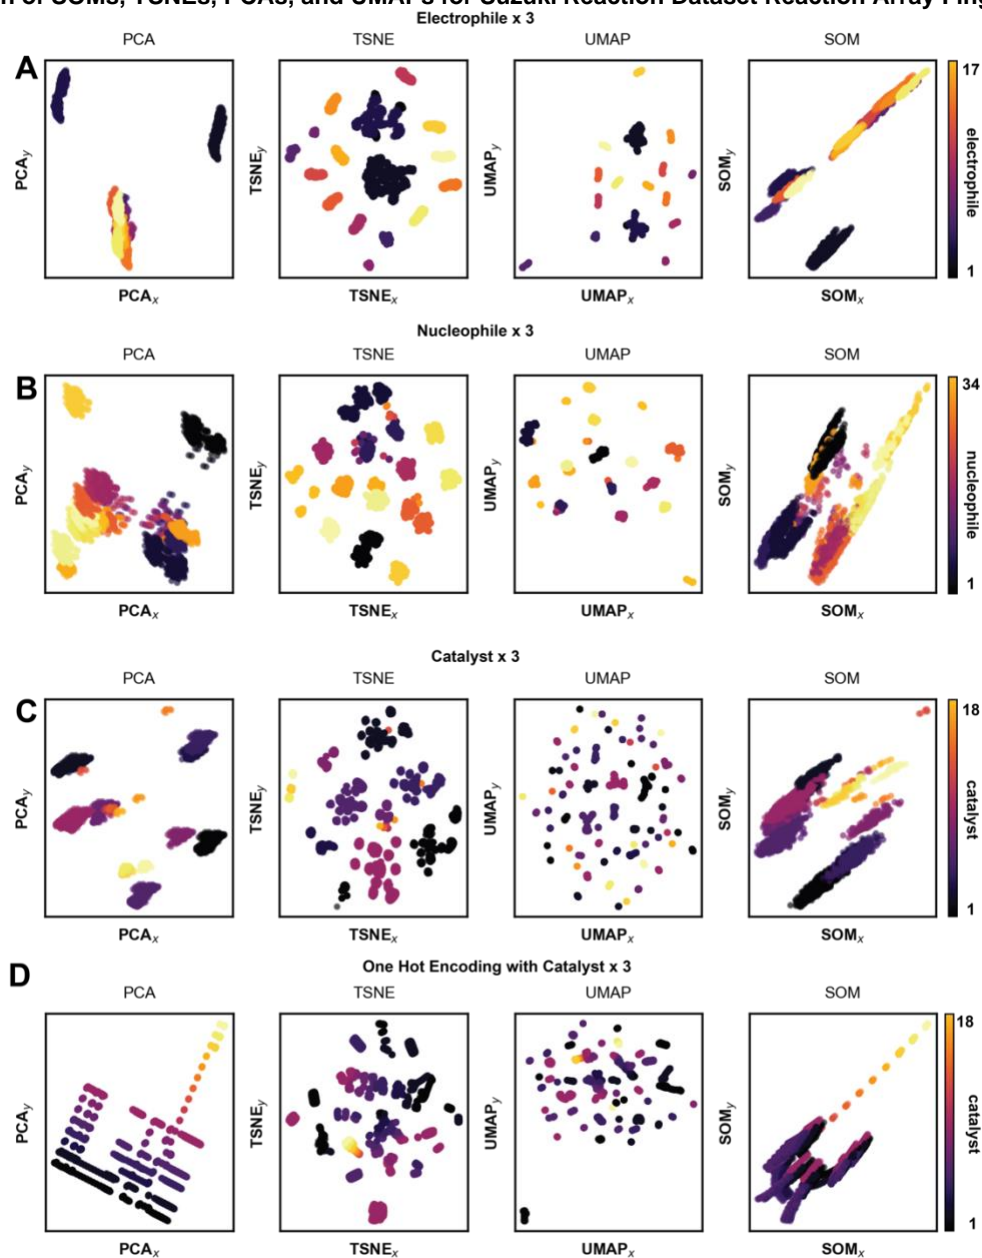 of SOMs, TSNEs, PCAs, and UMAPs for Suzuki Reaction Dataset Reaction Array
Electrophile x 3
PCA TSNE UMAP SOM
A
PCAy TSNEy UMAPy SOMy
17
electrophile
1
PCAx TSNEx UMAPx SOMx
Nucleophile x 3
PCA TSNE UMAP SOM
B
PCAy TSNEy UMAPy SOMy
34
nucleophile
1
PCAx TSNEx UMAPx SOMx
Catalyst x 3
PCA TSNE UMAP SOM
C
PCAy TSNEy UMAPy SOMy
18
catalyst
1
PCAx TSNEx UMAPx SOMx
D
One Hot Encoding with Catalyst x 3
PCA TSNE UMAP SOM
PCAy TSNEy UMAPy SOMy
18
catalyst
1
PCAx TSNEx UMAPx SOMx